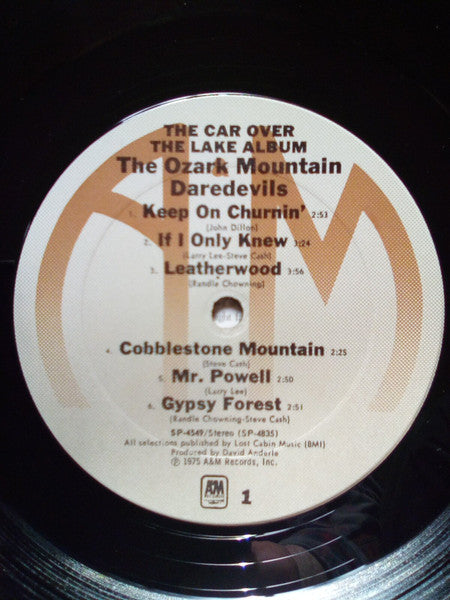 THE CAR OVER
THE LAKE ALBUM
The Ozark Mountain
Daredevils
1. Keep On Churnin' 2:53
(John Dillon)
2. If I Only Knew 3:24
(Larry Lee-Steve Cash)
3. Leatherwood 3:56
(Randle Chowning)
4. Cobblestone Mountain 2:25
(Steve Cash)
5. Mr. Powell 2:50
(Larry Lee)
6. Gypsy Forest 2:51
(Randle Chowning-Steve Cash)
SP-4549/Stereo (SP-4835)
All selections published by Lost Cabin Music (BMI)
Produced by David Anderle
℗ 1975 A&M Records, Inc.
A&M 1